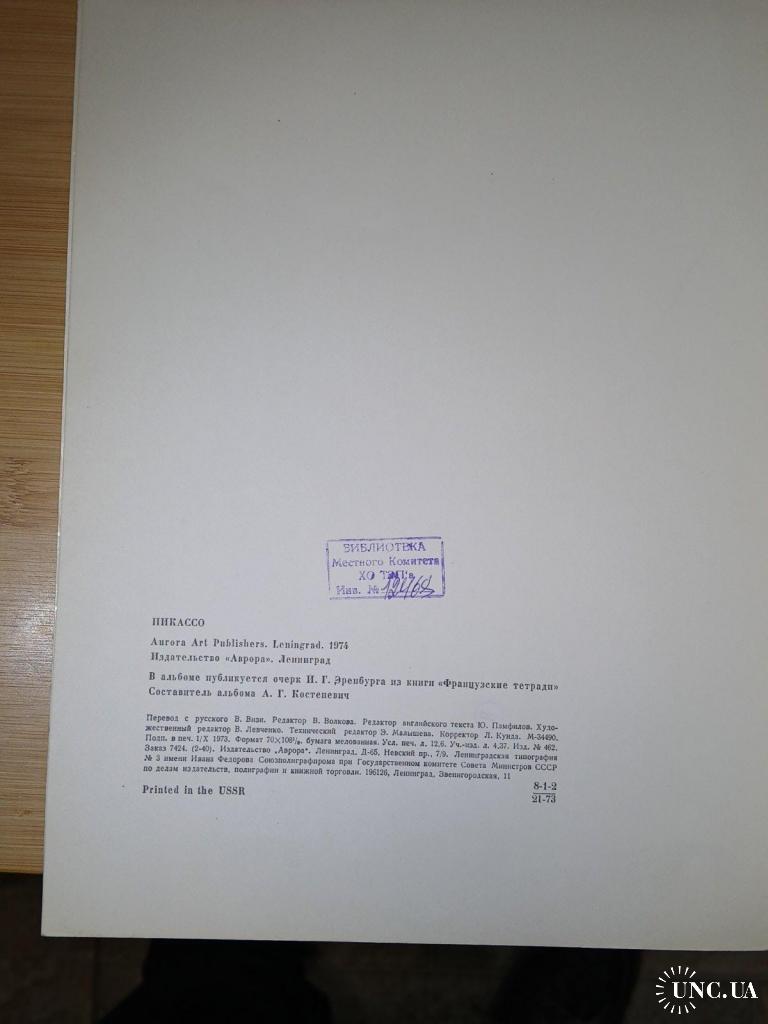 БИБЛИОТЕКА
Местного Комитета
ХО ТЭП'а
Инв. № 12468
ПИКАССО
Aurora Art Publishers. Leningrad. 1974
Издательство «Аврора». Ленинград
В альбоме публикуется очерк И. Г. Эренбурга из книги «Французские тетради»
Составитель альбома А. Г. Костеневич
Перевод с русского В. Визи. Редактор В. Волкова. Редактор английского текста Ю. Памфилов. Худо-
жественный редактор В. Левченко. Технический редактор Э. Малышева. Корректор Л. Куида. М-34490.
Подп. в печ. 1/X 1973. Формат 70×108¹/₈, бумага мелованная. Усл. печ. л. 12,6. Уч.-изд. л. 4,37. Изд. № 462.
Заказ 7424. (2-40). Издательство „Аврора". Ленинград, Д-65, Невский пр., 7/9. Ленинградская типография
№ 3 имени Ивана Федорова Союзполиграфпрома при Государственном комитете Совета Министров СССР
по делам издательств, полиграфии и книжной торговли. 196126, Ленинград, Звенигородская, 11
Printed in the USSR
8-1-2
21-73
UNC.UA